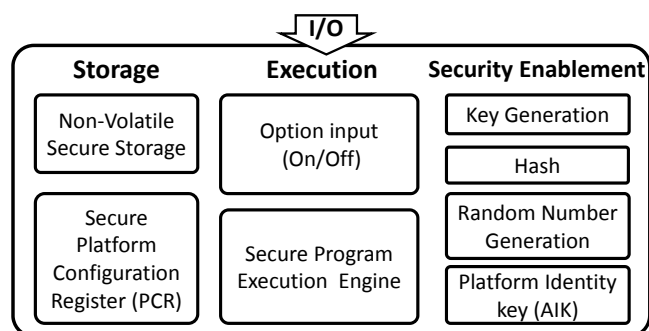 I/O
Storage
Non-Volatile
Secure Storage
Secure
Platform
Configuration
Register (PCR)
Execution
Option input
(On/Off)
Secure Program
Execution Engine
Security Enablement
Key Generation
Hash
Random Number
Generation
Platform Identity
key (AIK)